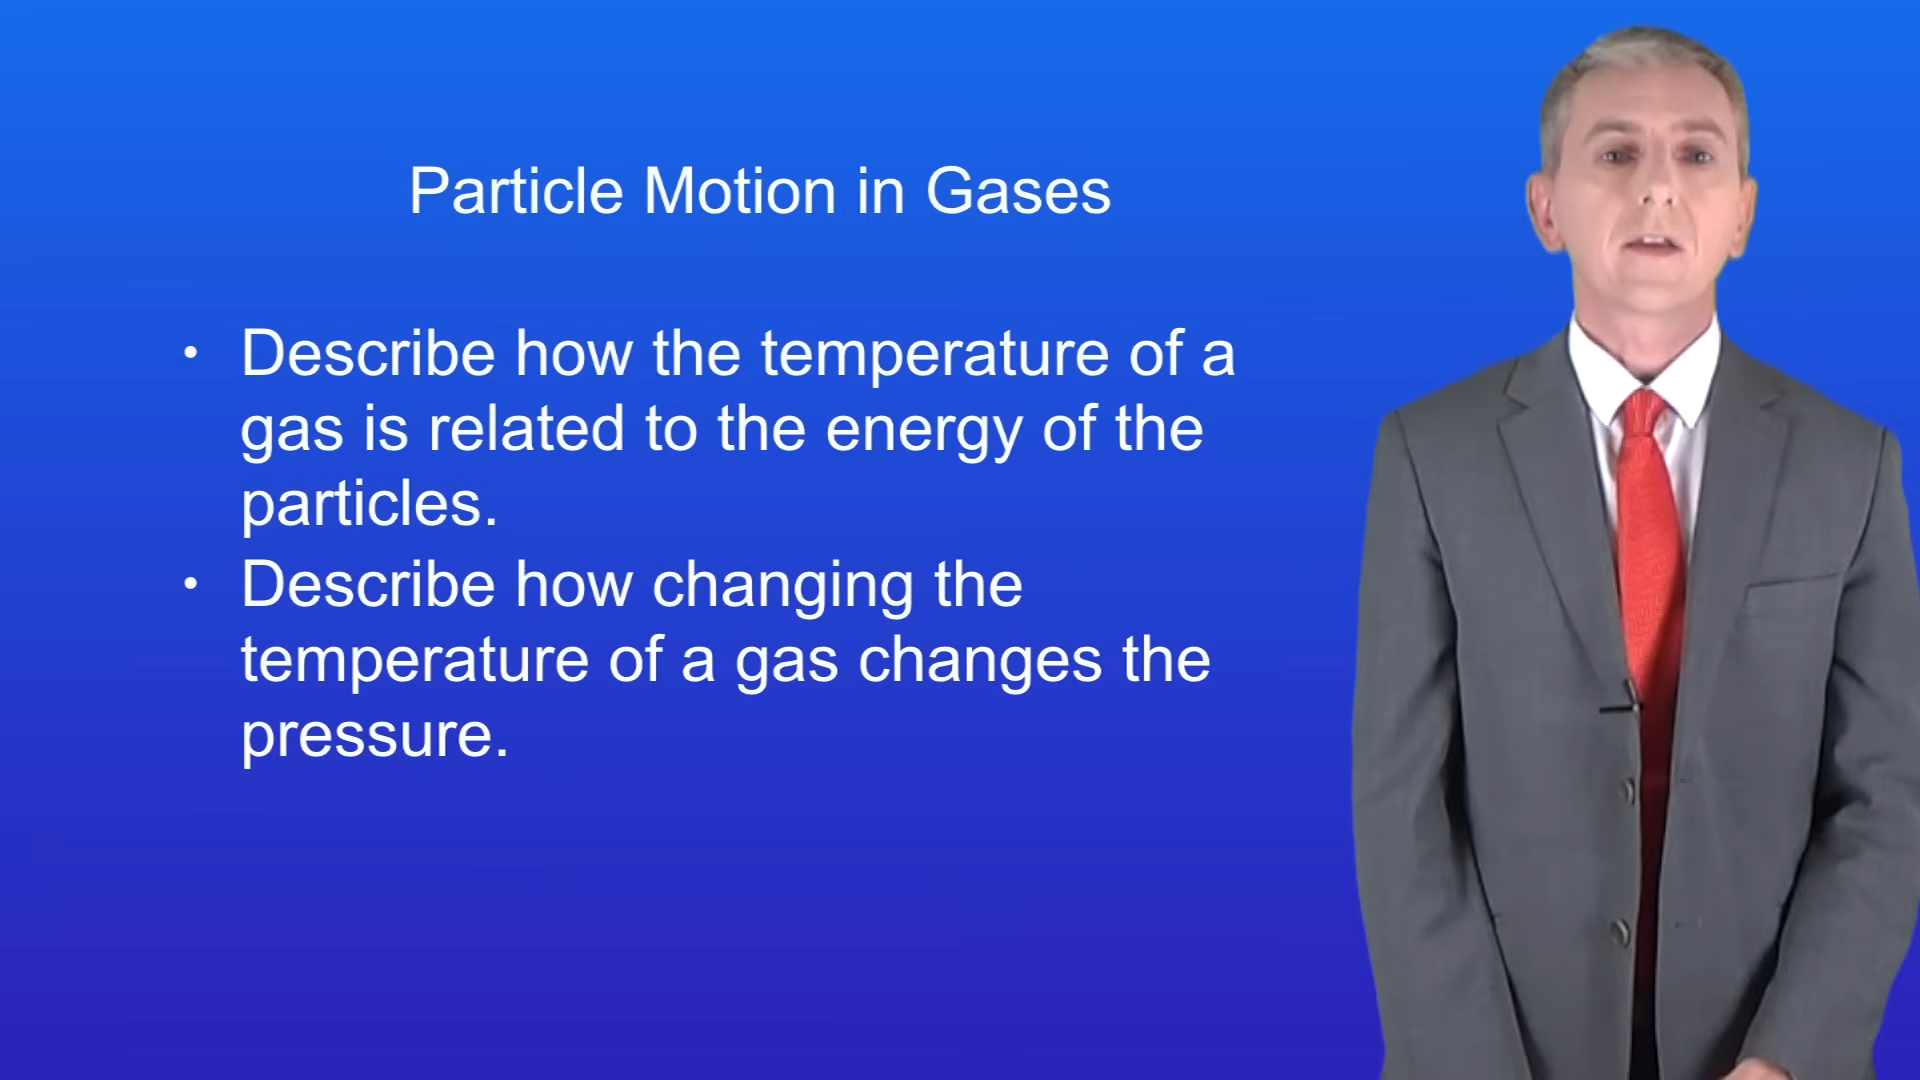 Particle Motion in Gases
• Describe how the temperature of a
gas is related to the energy of the
particles.
• Describe how changing the
temperature of a gas changes the
pressure.